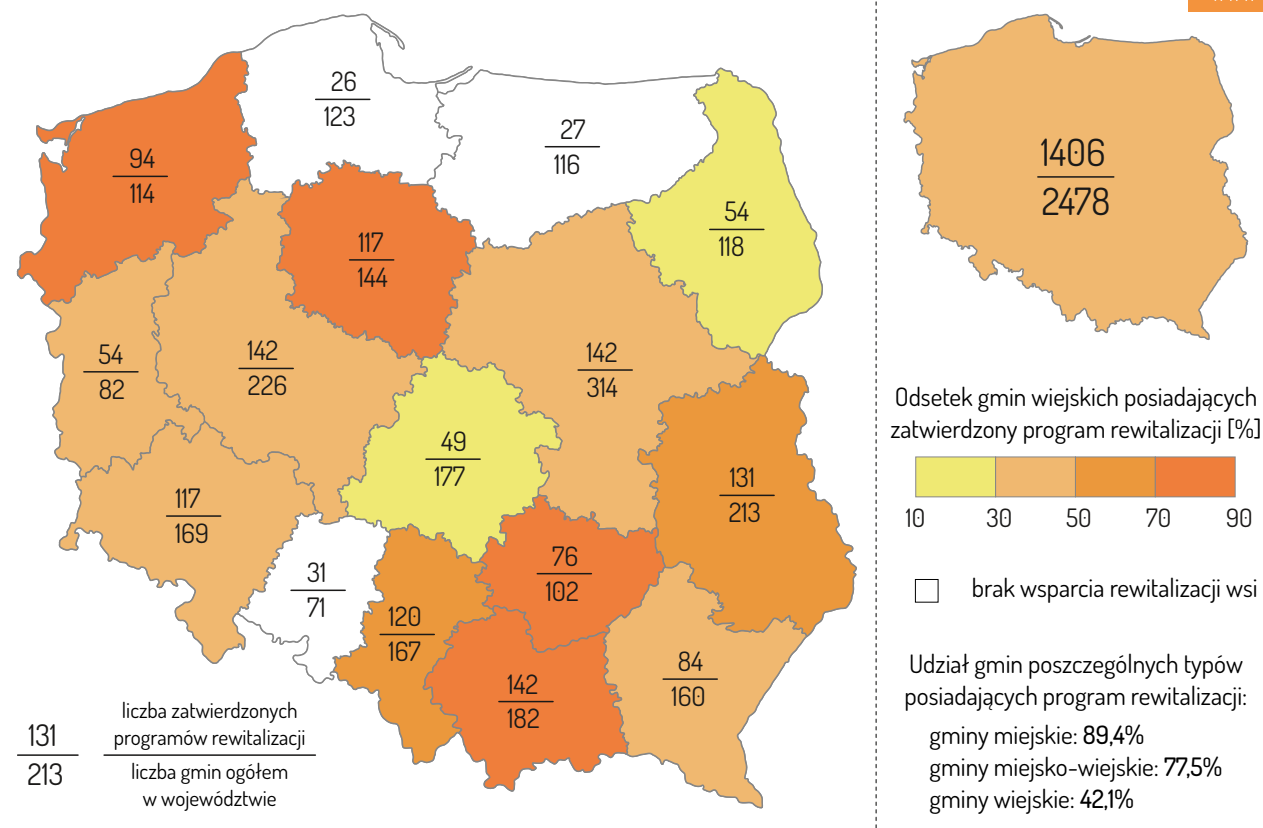 26
123
27
116
94
114
54
118
117
144
54
82
142
226
142
314
49
177
131
213
117
169
31
71
76
102
120
167
84
160
142
182
131
213
liczba zatwierdzonych
programów rewitalizacji
liczba gmin ogółem
w województwie
1406
2478
Odsetek gmin wiejskich posiadających
zatwierdzony program rewitalizacji [%]
10 30 50 70 90
brak wsparcia rewitalizacji wsi
Udział gmin poszczególnych typów
posiadających program rewitalizacji:
gminy miejskie: 89,4%
gminy miejsko-wiejskie: 77,5%
gminy wiejskie: 42,1%